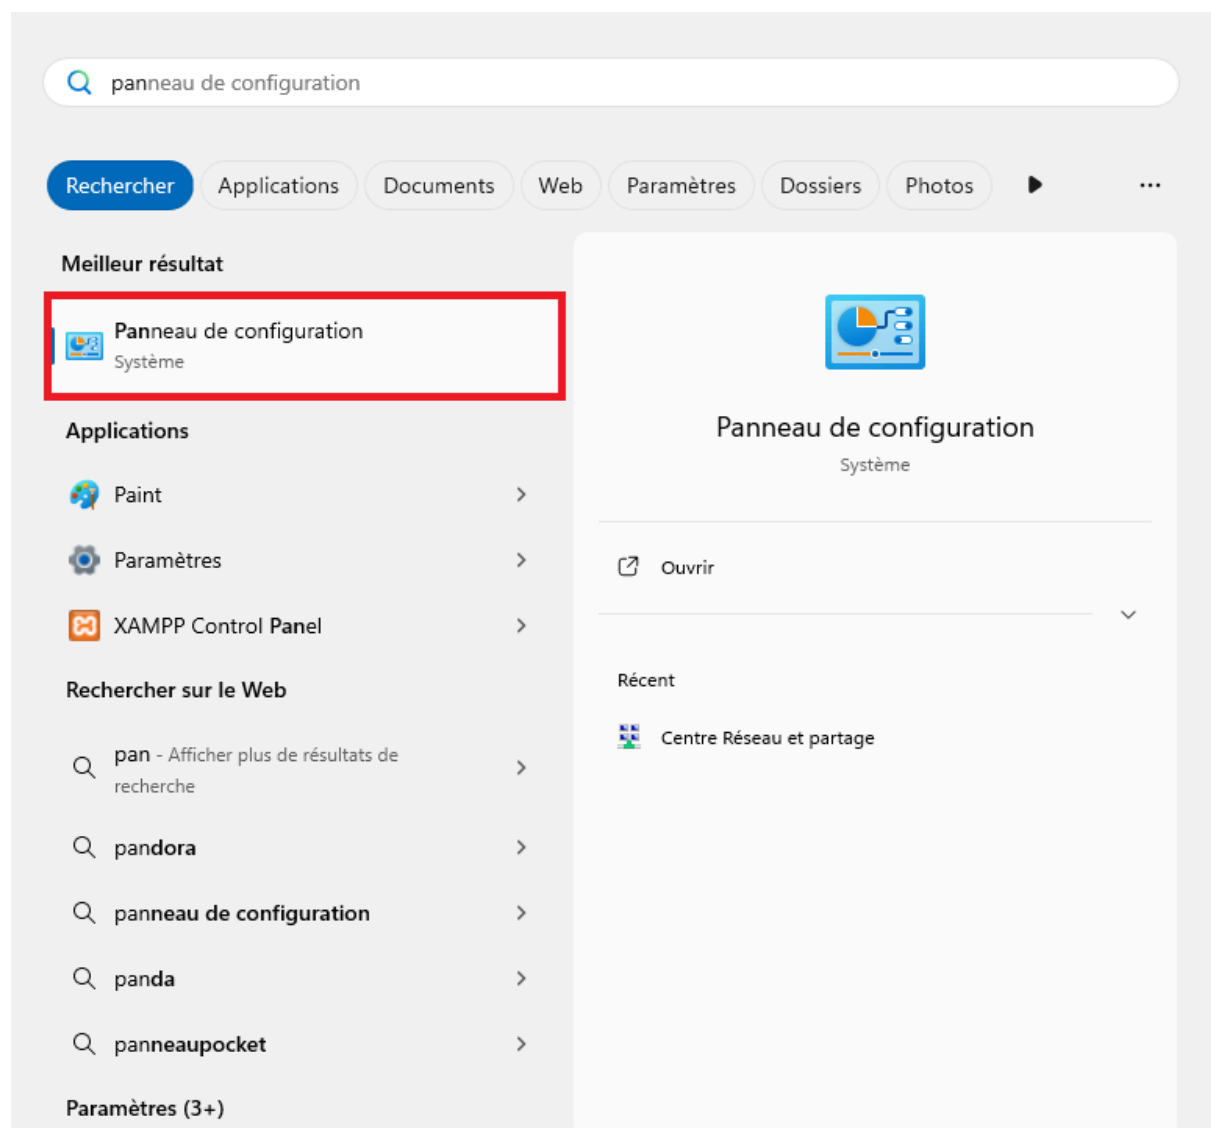 panneau de configuration
Rechercher
Applications
Documents
Web
Paramètres
Dossiers
Photos
Meilleur résultat
Panneau de configuration
Système
Applications
Paint
Paramètres
XAMPP Control Panel
Rechercher sur le Web
pan - Afficher plus de résultats de
recherche
pandora
panneau de configuration
panda
panneaupocket
Paramètres (3+)
Panneau de configuration
Système
Ouvrir
Récent
Centre Réseau et partage